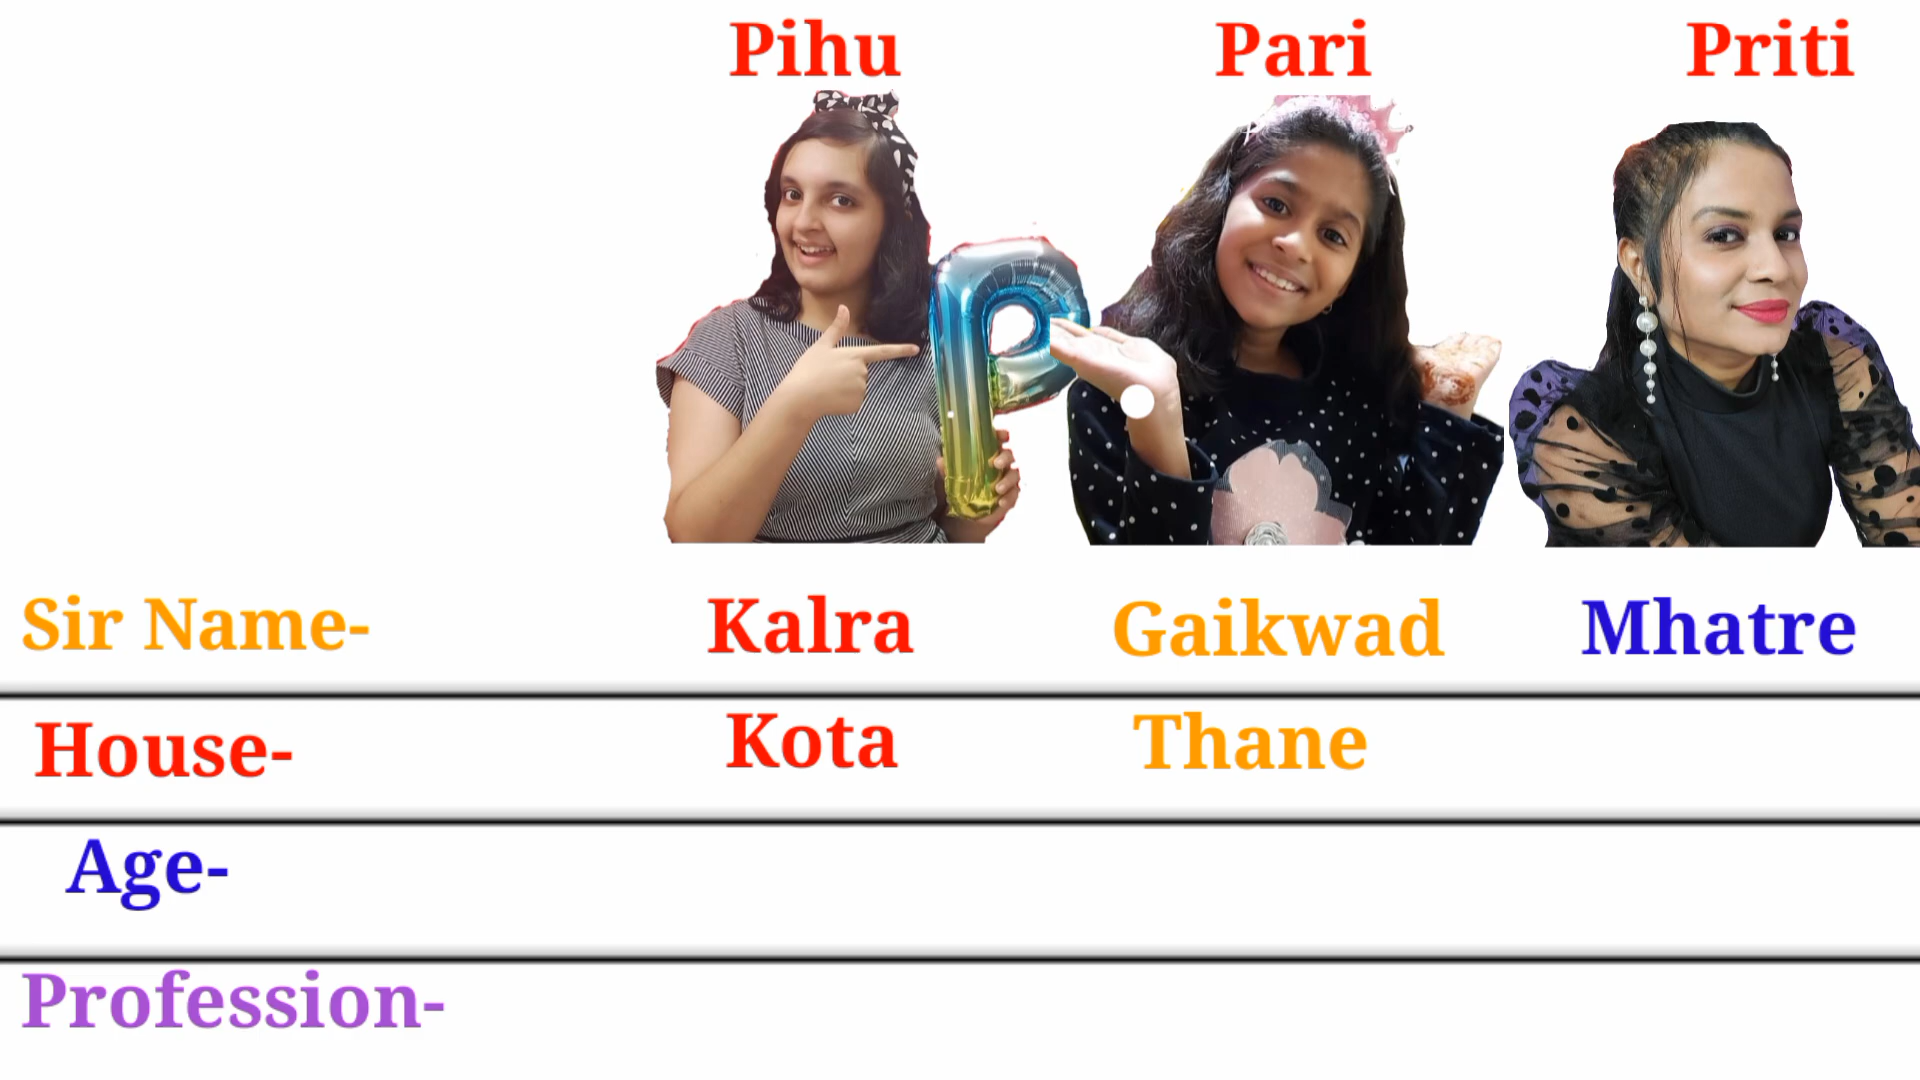 Pihu Pari Priti
Sir Name- Kalra Gaikwad Mhatre
House- Kota Thane
Age-
Profession-